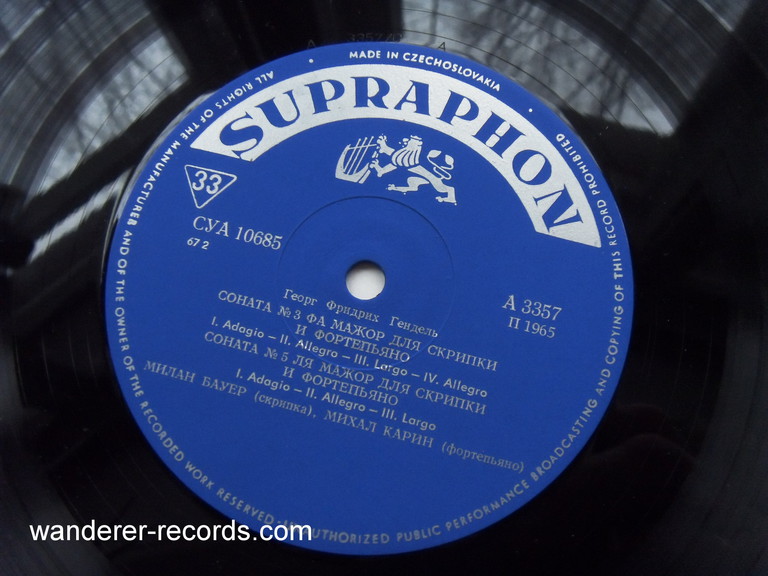 MADE IN CZECHOSLOVAKIA
ALL RIGHTS OF THE MANUFACTURER AND OF THE OWNER OF THE RECORDED WORK RESERVED · UNAUTHORIZED PUBLIC PERFORMANCE BROADCASTING AND COPYING OF THIS RECORD PROHIBITED
SUPRAPHON
33
СУА 10685
67 2
А 3357
П 1965
Георг Фридрих Гендель
СОНАТА № 3 ФА МАЖОР ДЛЯ СКРИПКИ
И ФОРТЕПЬЯНО
I. Adagio – II. Allegro – III. Largo – IV. Allegro
СОНАТА № 5 ЛЯ МАЖОР ДЛЯ СКРИПКИ
И ФОРТЕПЬЯНО
I. Adagio – II. Allegro – III. Largo
МИЛАН БАУЕР (скрипка), МИХАЛ КАРИН (фортепьяно)
wanderer-records.com